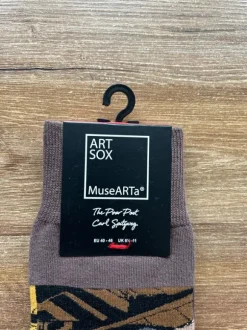 ART
SOX
MuseARTa®
The Poor Poet
Carl Spitzweg
EU 40 - 46 UK 6½-11